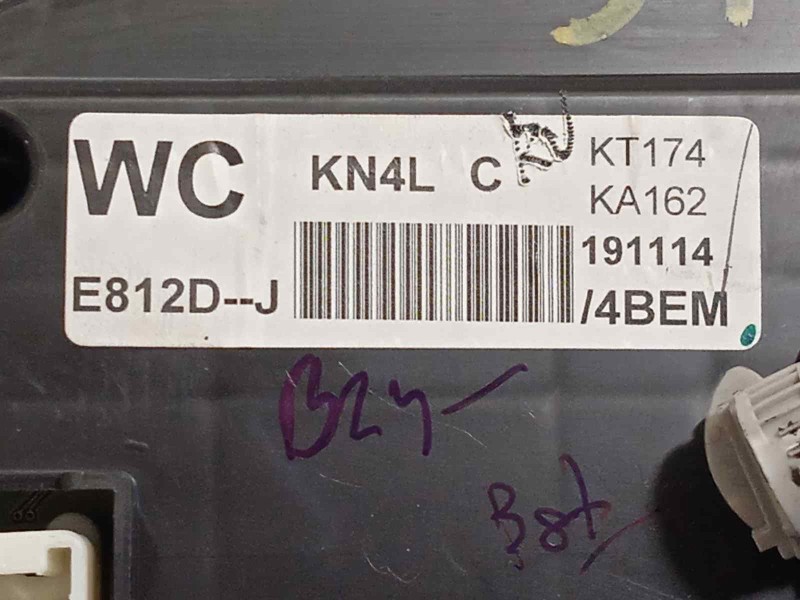 WC
KN4L C
KT174
KA162
191114
E812D--J
/4BEM